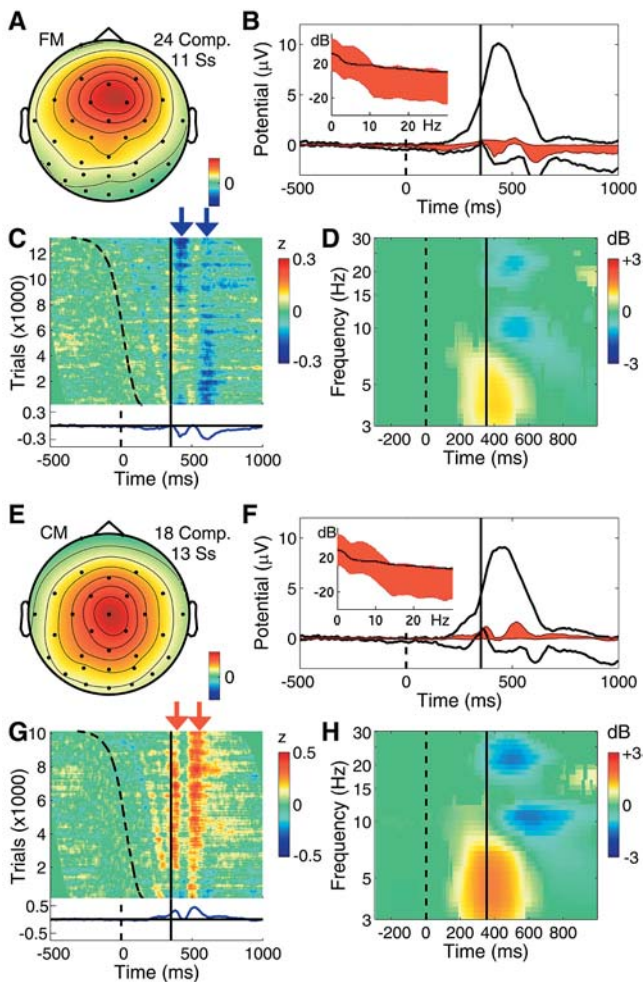 A
FM
24 Comp.
11 Ss
0
B
Potential (μV)
10
5
0
dB
20
-20
0
10
20
Hz
-500
0
500
1000
Time (ms)
C
Trials (x1000)
12
10
8
6
4
2
z
0.3
0
-0.3
0.3
-0.3
-500
0
500
1000
Time (ms)
D
Frequency (Hz)
30
20
10
5
3
dB
+3
0
-3
-200
0
200
400
600
800
Time (ms)
E
CM
18 Comp.
13 Ss
0
F
Potential (μV)
10
5
0
dB
20
-20
0
10
20
Hz
-500
0
500
1000
Time (ms)
G
Trials (x1000)
10
8
6
4
2
z
0.5
0
-0.5
0.5
-0.5
-500
0
500
1000
Time (ms)
H
Frequency (Hz)
30
20
10
5
3
dB
+3
0
-3
-200
0
200
400
600
800
Time (ms)